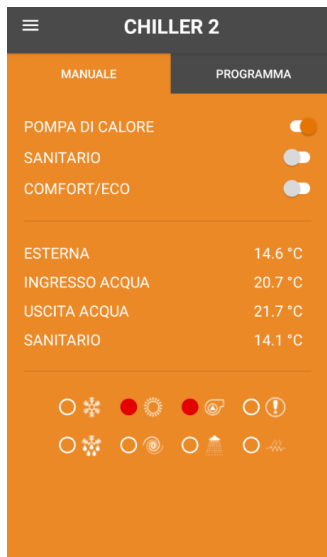 CHILLER 2
MANUALE PROGRAMMA
POMPA DI CALORE
SANITARIO
COMFORT/ECO
ESTERNA 14.6 °C
INGRESSO ACQUA 20.7 °C
USCITA ACQUA 21.7 °C
SANITARIO 14.1 °C